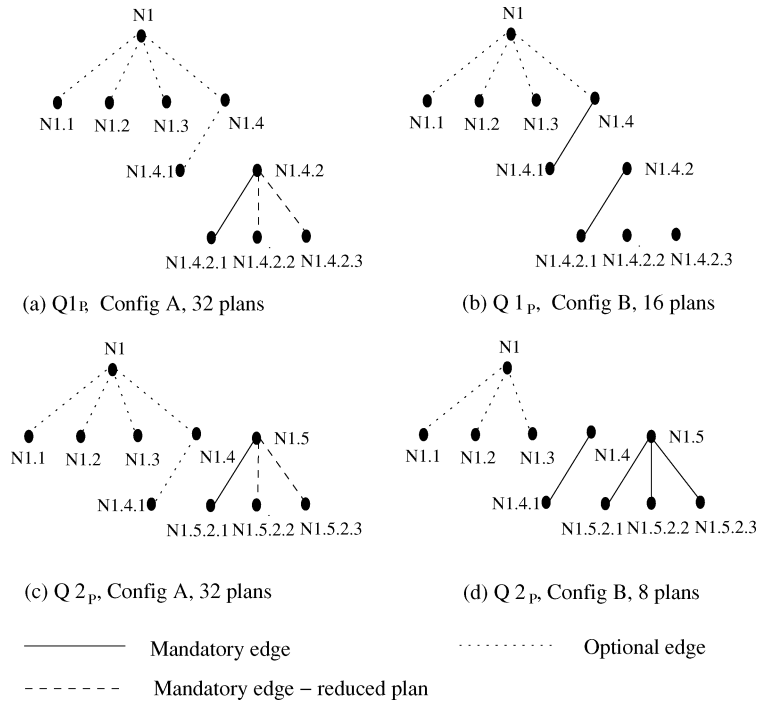 N1
N1.1 N1.2 N1.3 N1.4
N1.4.1 N1.4.2
N1.4.2.1 N1.4.2.2 N1.4.2.3
(a) Q1P, Config A, 32 plans
N1
N1.1 N1.2 N1.3 N1.4
N1.4.1 N1.4.2
N1.4.2.1 N1.4.2.2 N1.4.2.3
(b) Q 1P, Config B, 16 plans
N1
N1.1 N1.2 N1.3 N1.4 N1.5
N1.4.1
N1.5.2.1 N1.5.2.2 N1.5.2.3
(c) Q 2P, Config A, 32 plans
N1
N1.1 N1.2 N1.3 N1.4 N1.5
N1.4.1
N1.5.2.1 N1.5.2.2 N1.5.2.3
(d) Q 2P, Config B, 8 plans
Mandatory edge
Optional edge
Mandatory edge − reduced plan